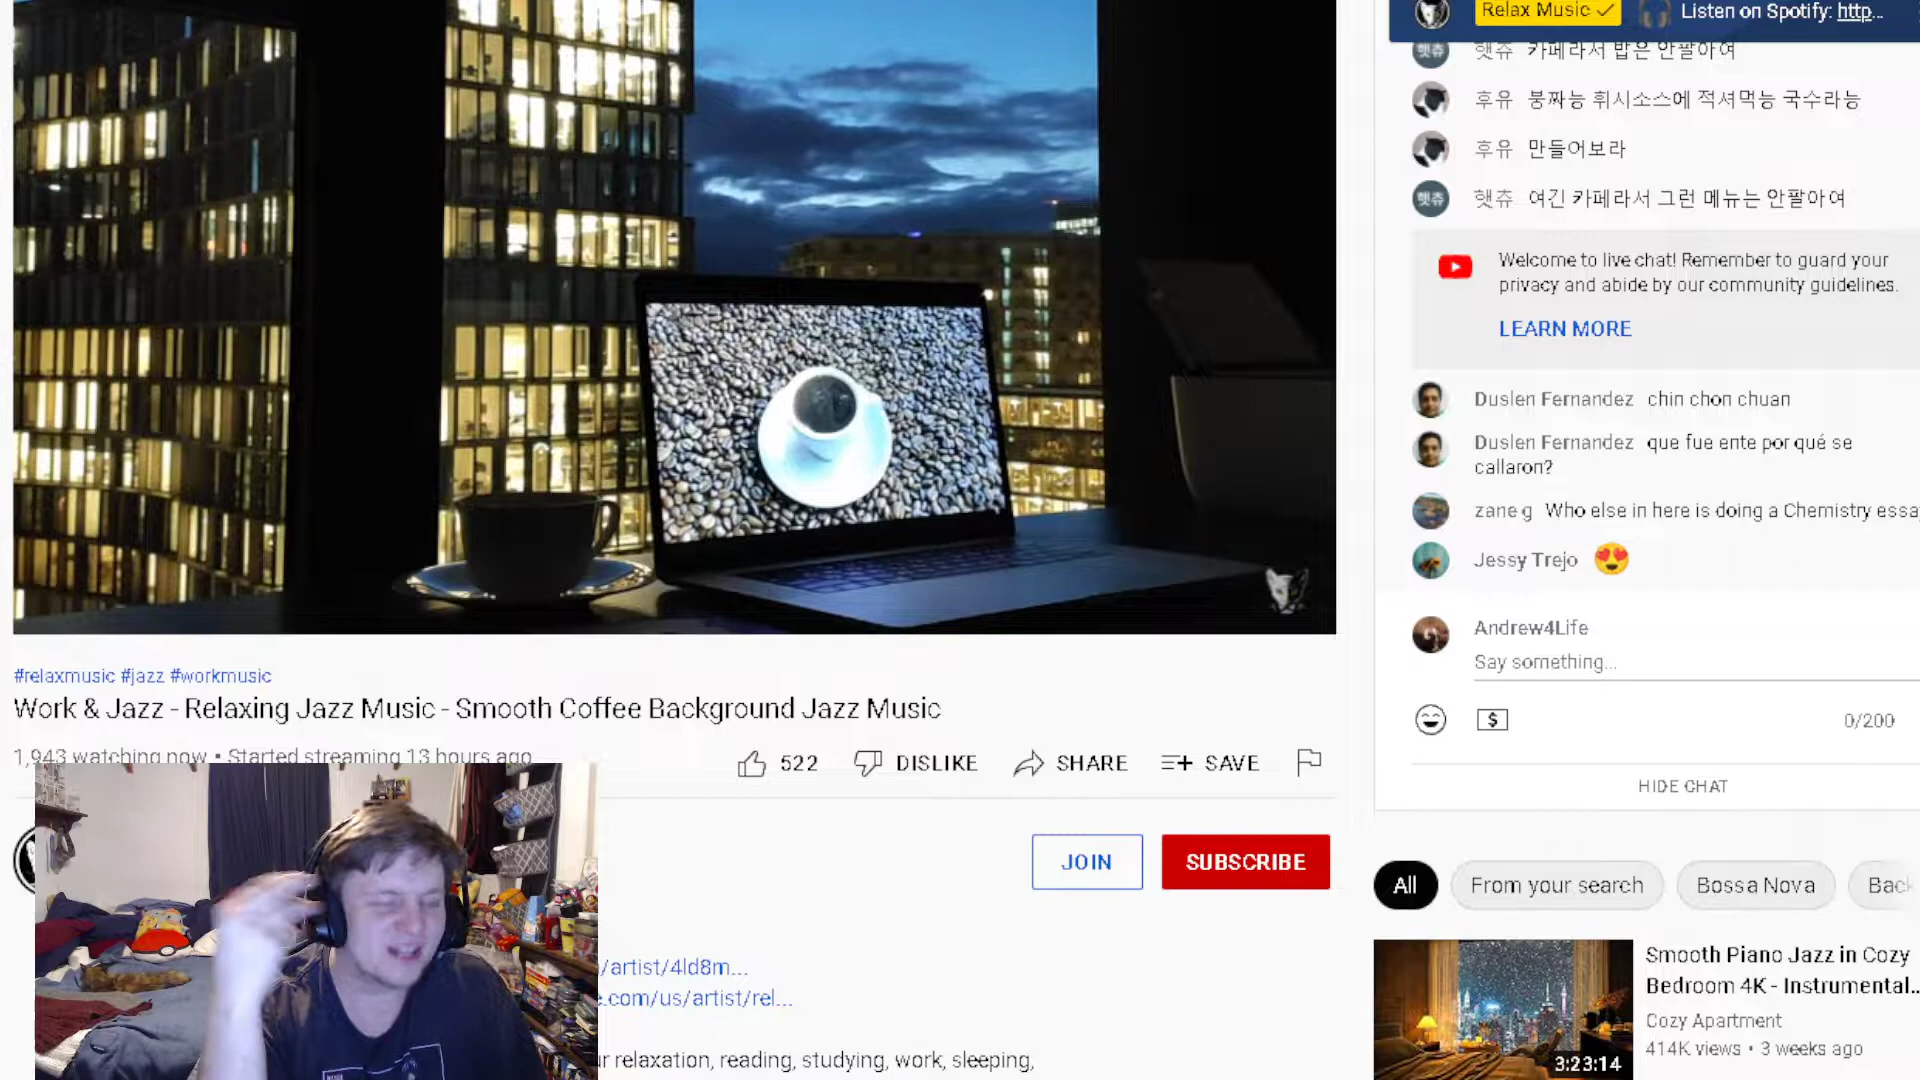 Relax Music
Listen on Spotify: http...
햇쥬 카페라서 밥은 안팔아여
후유 붕짜능 휘시소스에 적셔먹능 국수라능
후유 만들어보라
햇쥬 햇쥬 여긴 카페라서 그런 메뉴는 안팔아여
Welcome to live chat! Remember to guard your
privacy and abide by our community guidelines.
LEARN MORE
Duslen Fernandez chin chon chuan
Duslen Fernandez que fue ente por qué se
callaron?
zane g Who else in here is doing a Chemistry essa
Jessy Trejo
Andrew4Life
Say something...
0/200
HIDE CHAT
#relaxmusic #jazz #workmusic
Work & Jazz - Relaxing Jazz Music - Smooth Coffee Background Jazz Music
1,943 watching now • Started streaming 13 hours ago
522 DISLIKE SHARE SAVE
JOIN SUBSCRIBE
/artist/4ld8m...
.com/us/artist/rel...
relaxation, reading, studying, work, sleeping,
All From your search Bossa Nova Back
Smooth Piano Jazz in Cozy
Bedroom 4K - Instrumental...
Cozy Apartment
414K views • 3 weeks ago
3:23:14